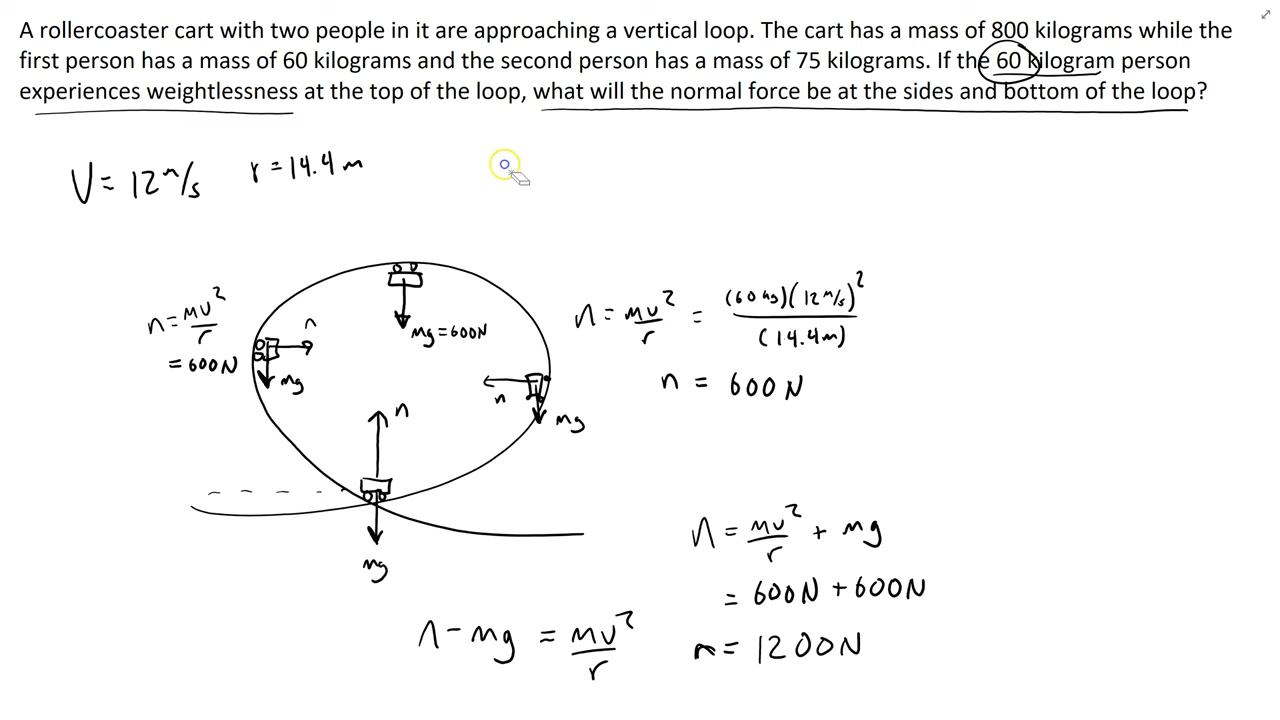 A rollercoaster cart with two people in it are approaching a vertical loop. The cart has a mass of 800 kilograms while the
first person has a mass of 60 kilograms and the second person has a mass of 75 kilograms. If the 60 kilogram person
experiences weightlessness at the top of the loop, what will the normal force be at the sides and bottom of the loop?
V = 12 m/s r = 14.4 m
n = mv²/r
= 600N
n
mg
mg = 600N
n = mv²/r = (60 kg)(12 m/s)²/(14.4m)
n = 600N
n
mg
n
mg
n = mv²/r + mg
= 600N + 600N
n = 1200N
n - mg = mv²/r